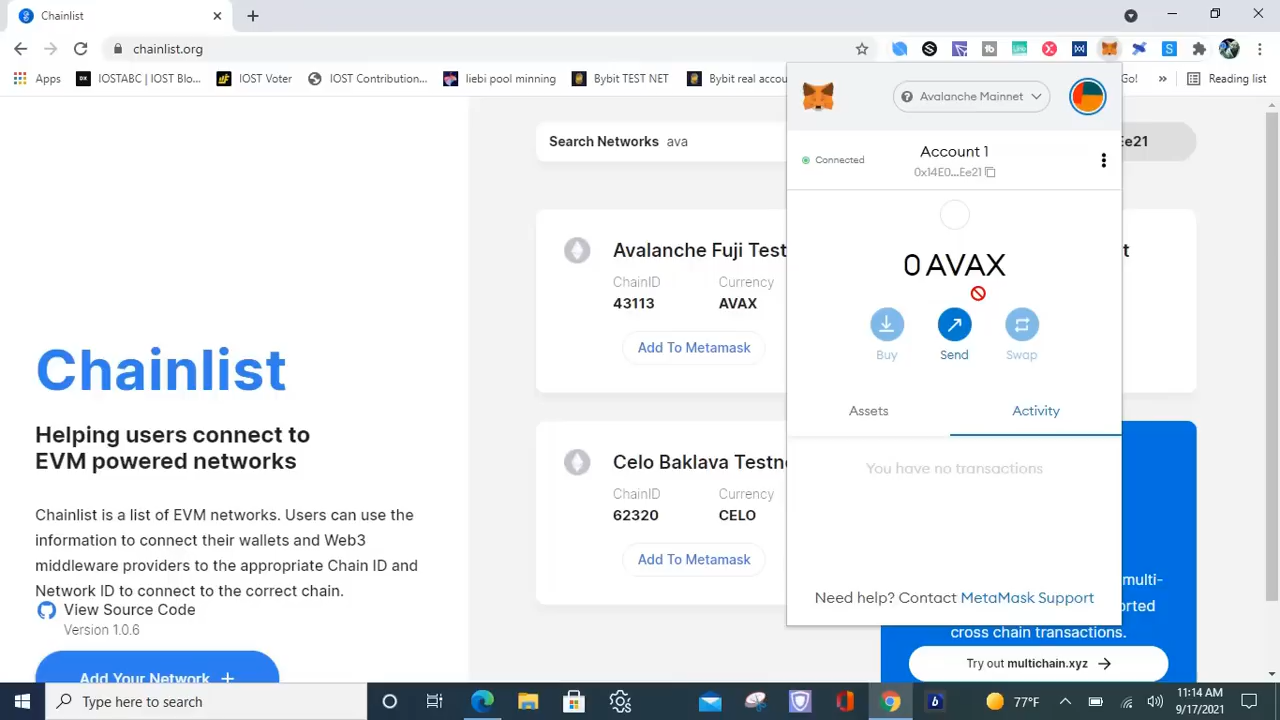 Chainlist
chainlist.org
Apps
IOSTABC | IOST Blo...
IOST Voter
IOST Contribution...
liebi pool minning
Bybit TEST NET
Bybit real accou
Go!
»
Reading list
Search Networks ava
Ee21
Avalanche Fuji Test
t
ChainID
Currency
43113
AVAX
Add To Metamask
Chainlist
Helping users connect to
EVM powered networks
Chainlist is a list of EVM networks. Users can use the
information to connect their wallets and Web3
middleware providers to the appropriate Chain ID and
Network ID to connect to the correct chain.
View Source Code
Version 1.0.6
Add Your Network +
Celo Baklava Testn
ChainID
Currency
62320
CELO
Add To Metamask
Avalanche Mainnet
Connected
Account 1
0x14E0...Ee21
0 AVAX
Buy
Send
Swap
Assets
Activity
You have no transactions
Need help? Contact MetaMask Support
multi-
orted
cross chain transactions.
Try out multichain.xyz
Type here to search
77°F
11:14 AM
9/17/2021